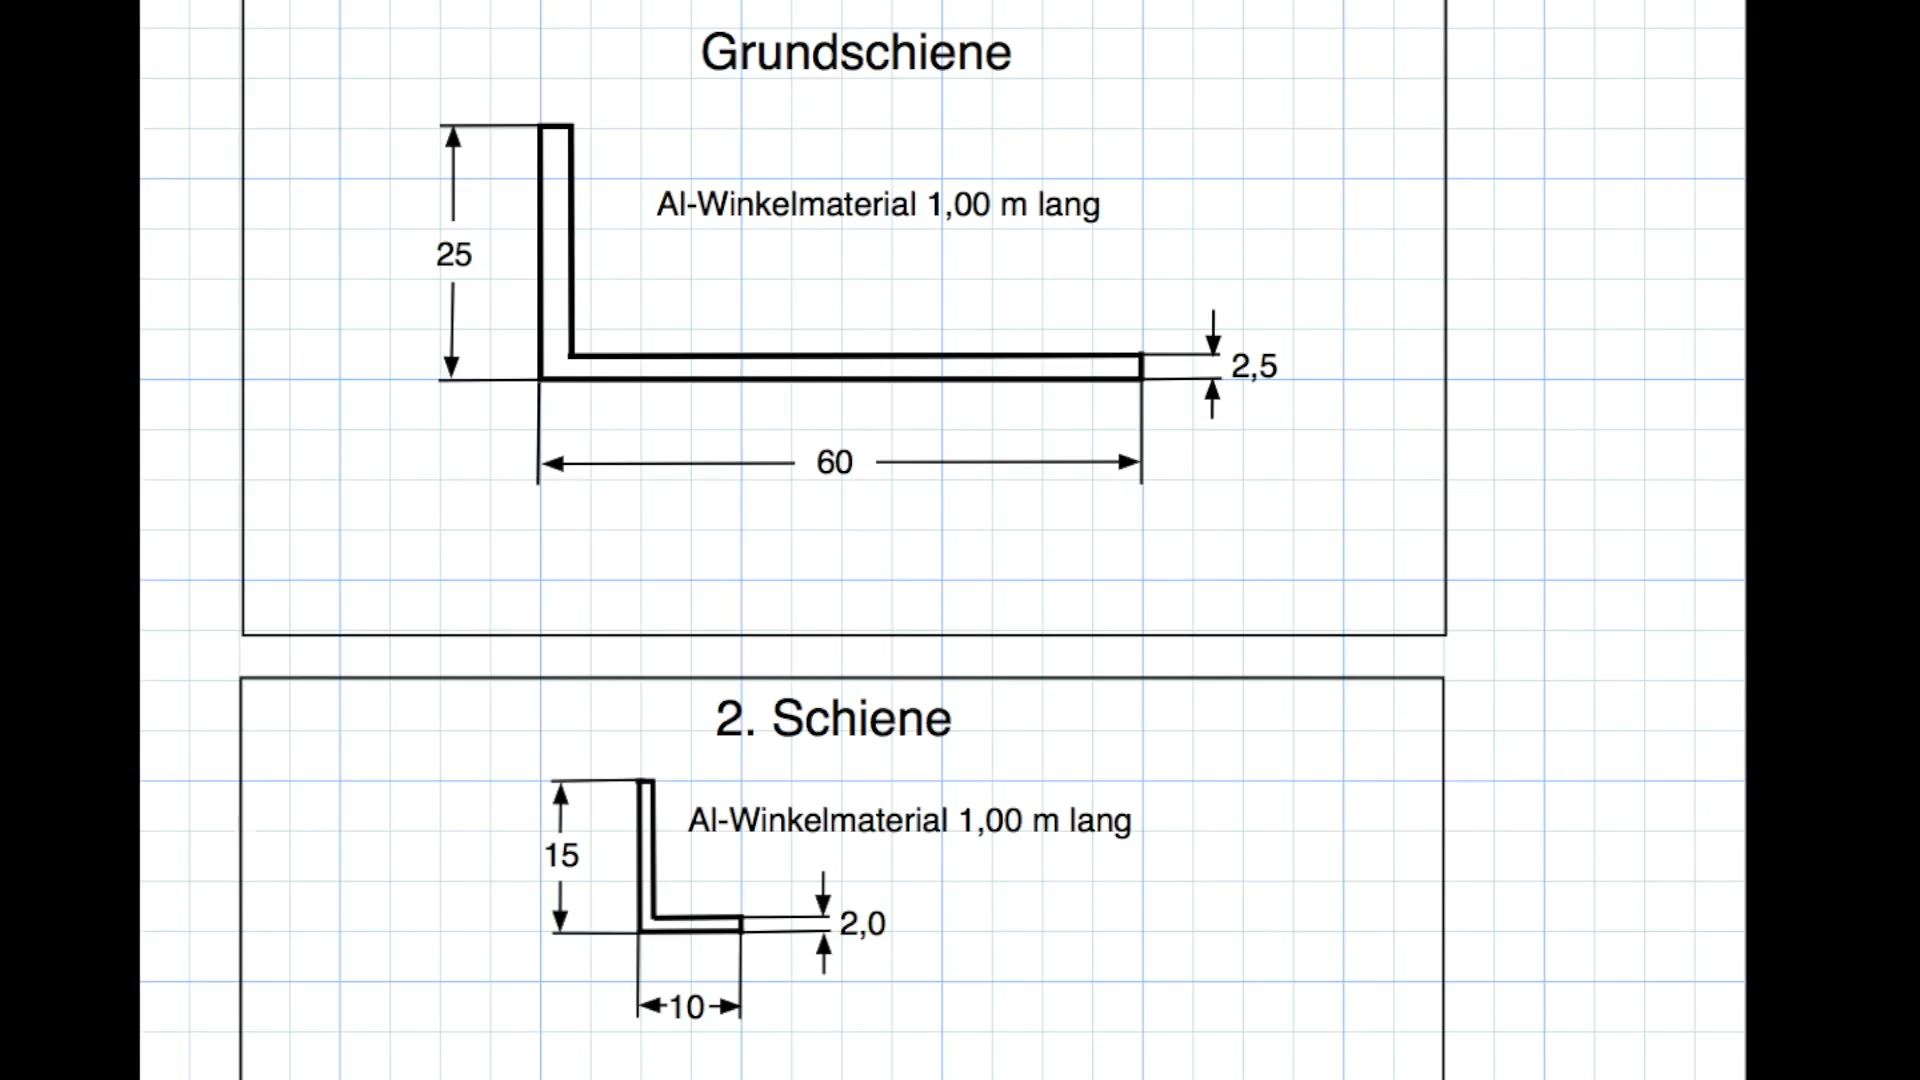 Grundschiene
Al-Winkelmaterial 1,00 m lang
25
2,5
60
2. Schiene
Al-Winkelmaterial 1,00 m lang
15
2,0
10